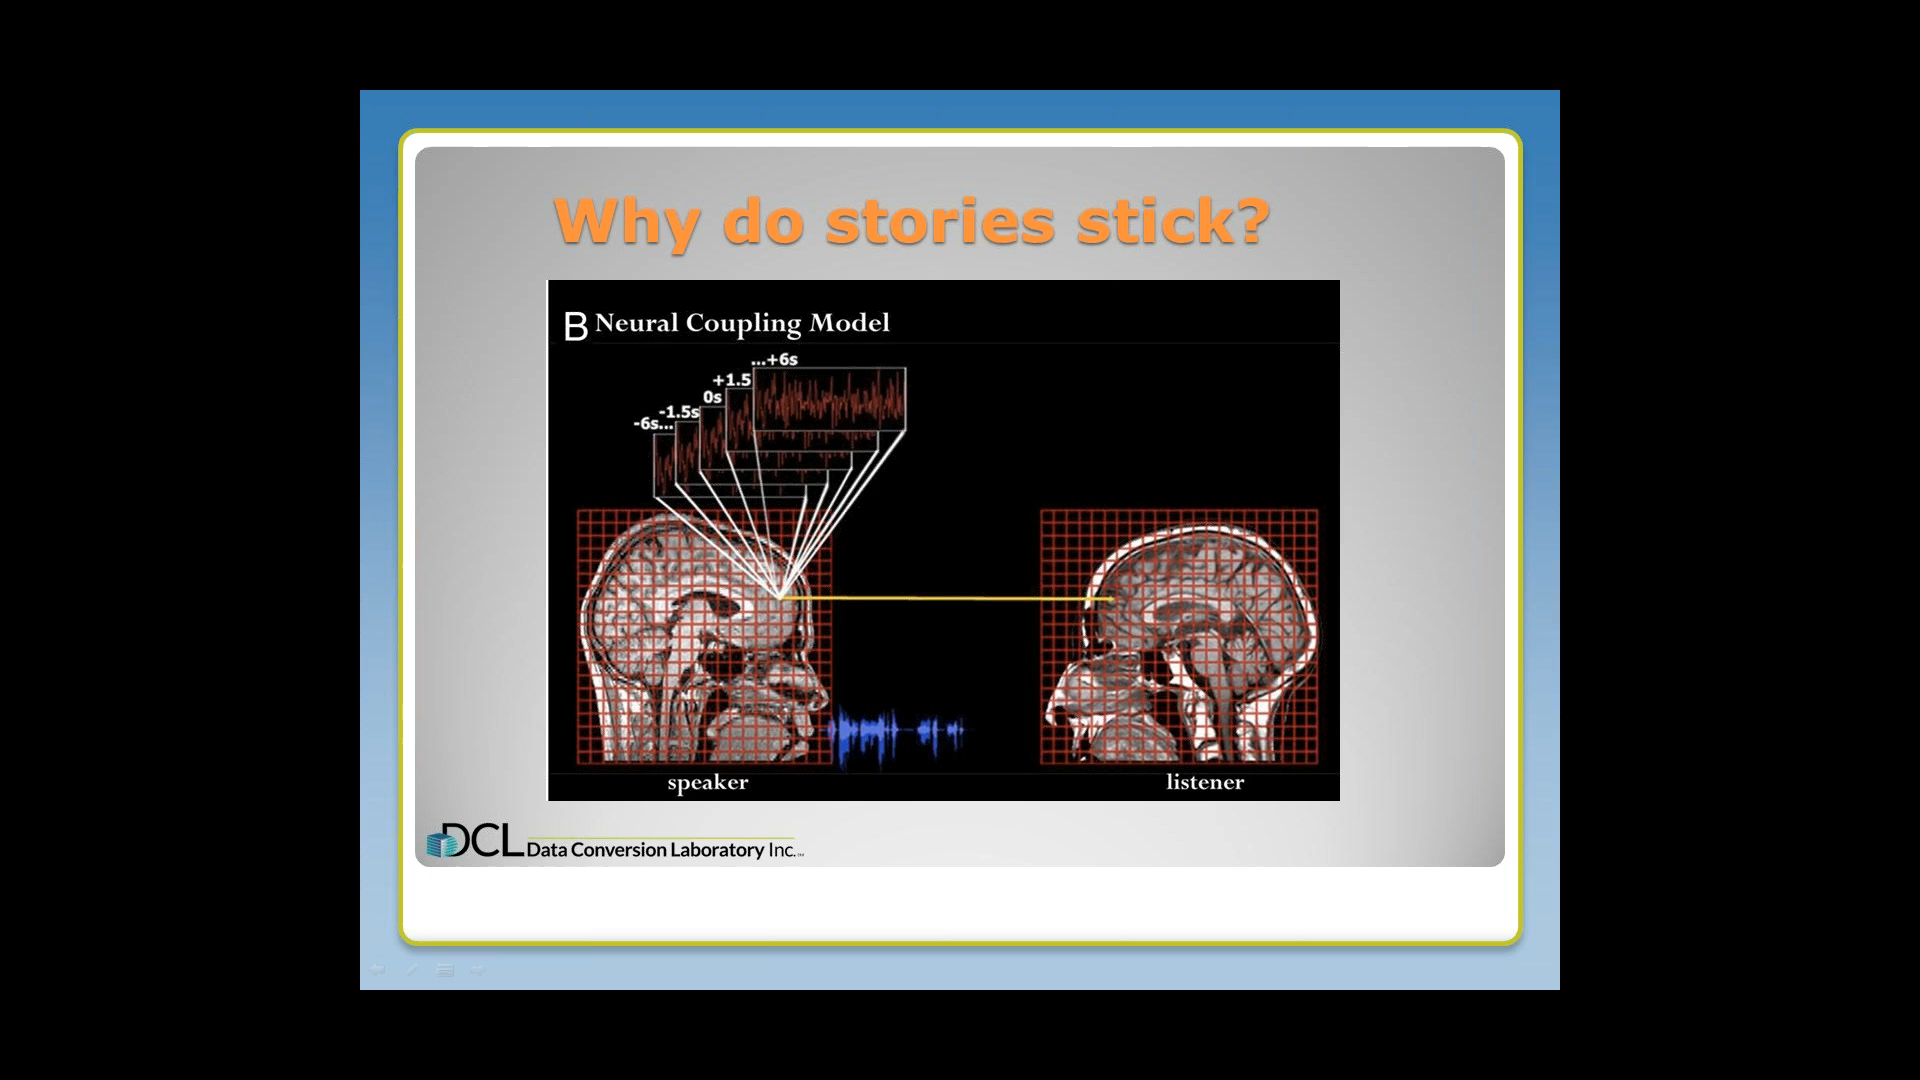 Why do stories stick?
B Neural Coupling Model
...+6s
+1.5
0s
-1.5s
-6s...
speaker
listener
DCL Data Conversion Laboratory Inc.